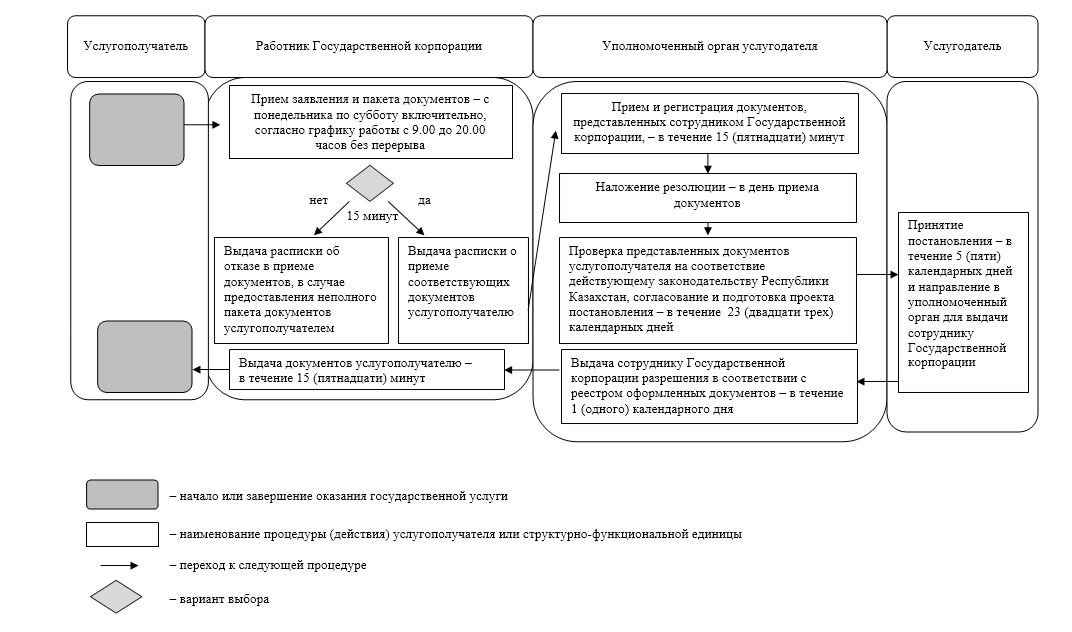 Услугополучатель
Работник Государственной корпорации
Уполномоченный орган услугодателя
Услугодатель
Прием заявления и пакета документов – с
понедельника по субботу включительно,
согласно графику работы с 9.00 до 20.00
часов без перерыва
нет
да
15 минут
Выдача расписки об
отказе в приеме
документов, в случае
предоставления неполного
пакета документов
услугополучателем
Выдача расписки о
приеме
соответствующих
документов
услугополучателю
Выдача документов услугополучателю –
в течение 15 (пятнадцати) минут
Прием и регистрация документов,
представленных сотрудником Государственной
корпорации, – в течение 15 (пятнадцати) минут
Наложение резолюции – в день приема
документов
Проверка представленных документов
услугополучателя на соответствие
действующему законодательству Республики
Казахстан, согласование и подготовка проекта
постановления – в течение 23 (двадцати трех)
календарных дней
Выдача сотруднику Государственной
корпорации разрешения в соответствии с
реестром оформленных документов – в течение
1 (одного) календарного дня
Принятие
постановления – в
течение 5 (пяти)
календарных дней
и направление в
уполномоченный
орган для выдачи
сотруднику
Государственной
корпорации
– начало или завершение оказания государственной услуги
– наименование процедуры (действия) услугополучателя или структурно-функциональной единицы
– переход к следующей процедуре
– вариант выбора